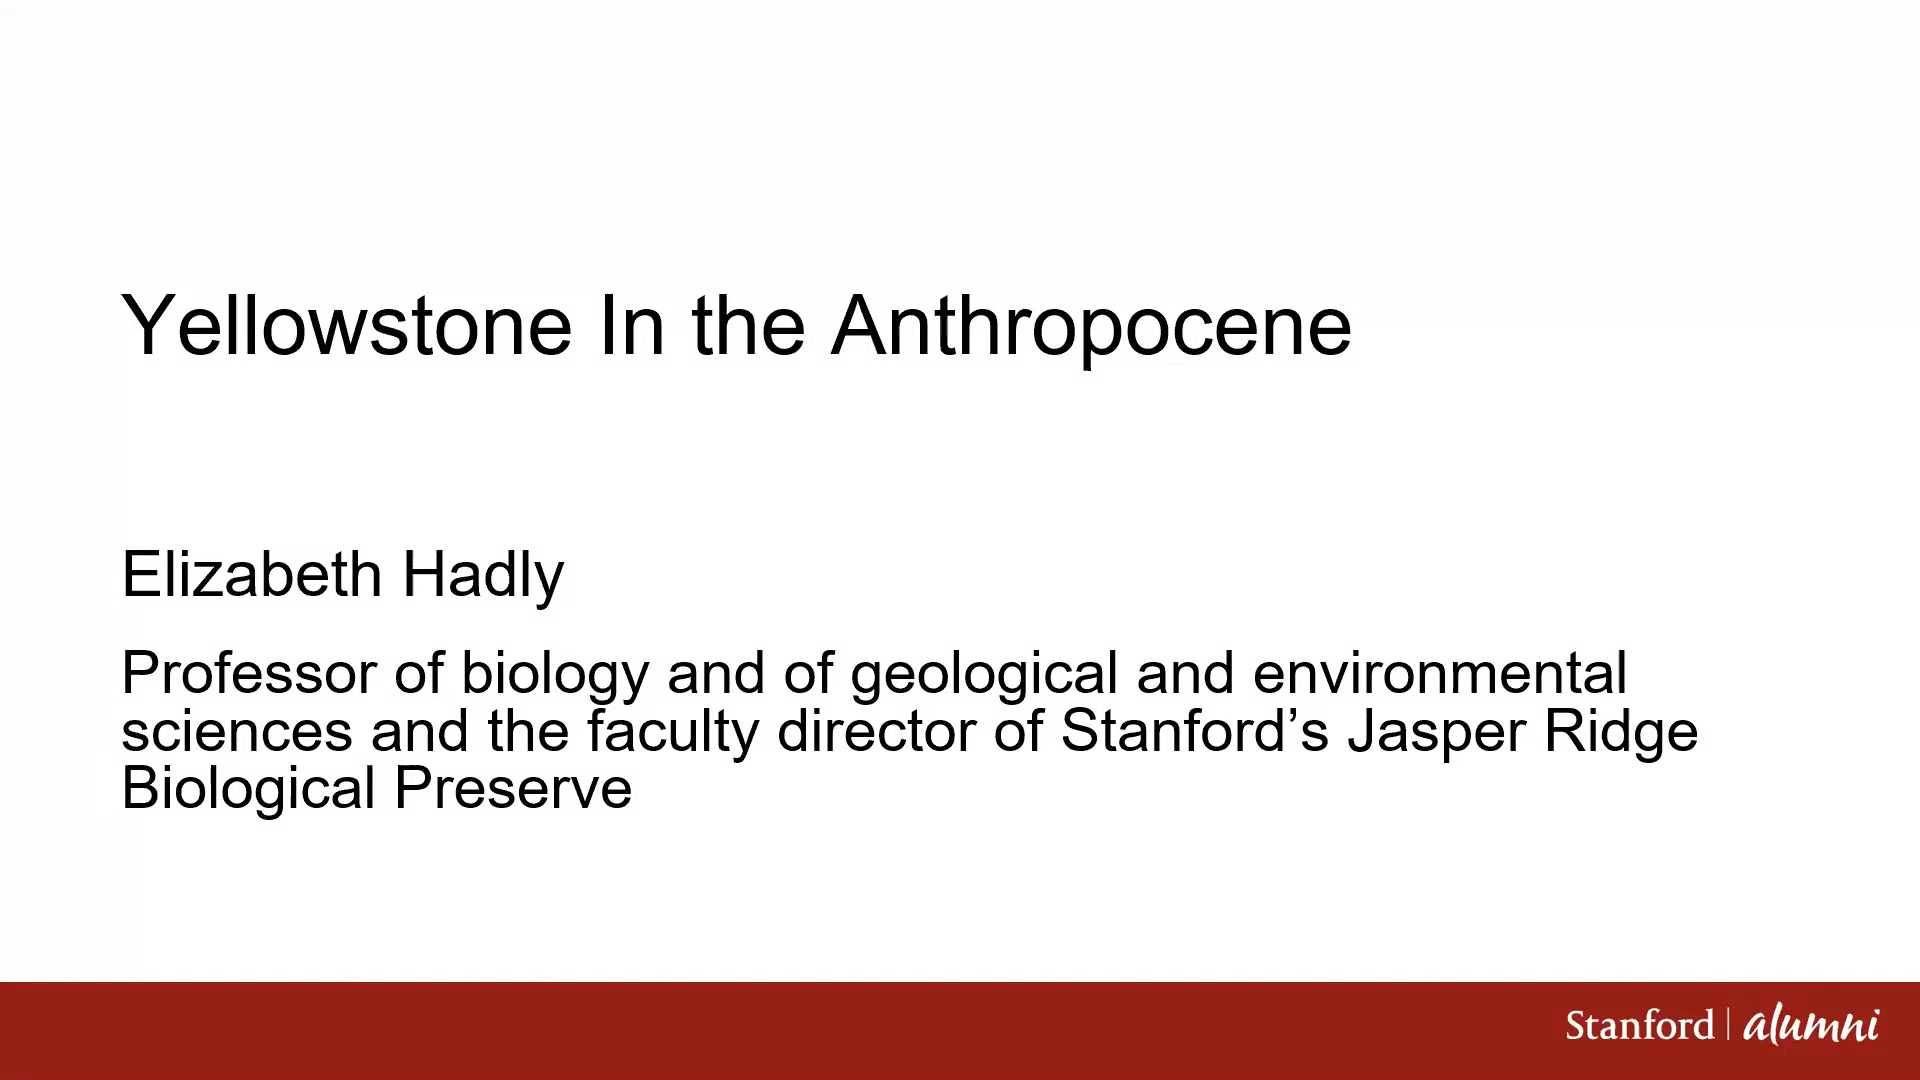 Yellowstone In the Anthropocene
Elizabeth Hadly
Professor of biology and of geological and environmental
sciences and the faculty director of Stanford’s Jasper Ridge
Biological Preserve
Stanford | alumni